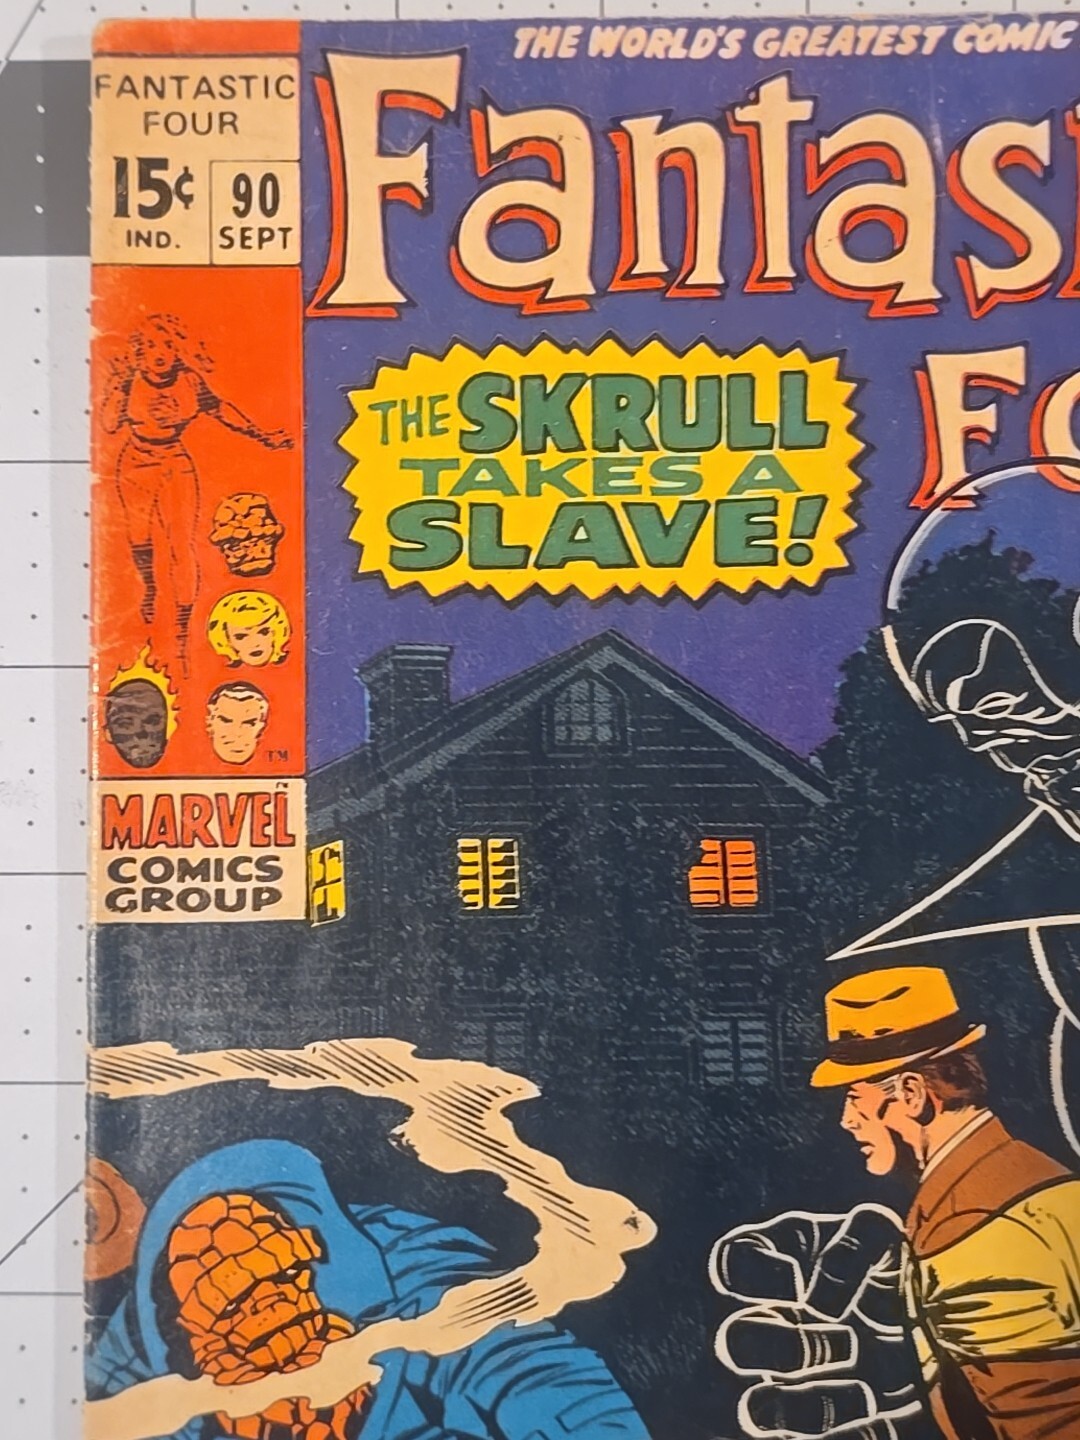 THE WORLD'S GREATEST COMIC
FANTASTIC
FOUR
15¢
IND.
90
SEPT
Fantas
FO
THE SKRULL
TAKES A
SLAVE!
TM
MARVEL
COMICS
GROUP